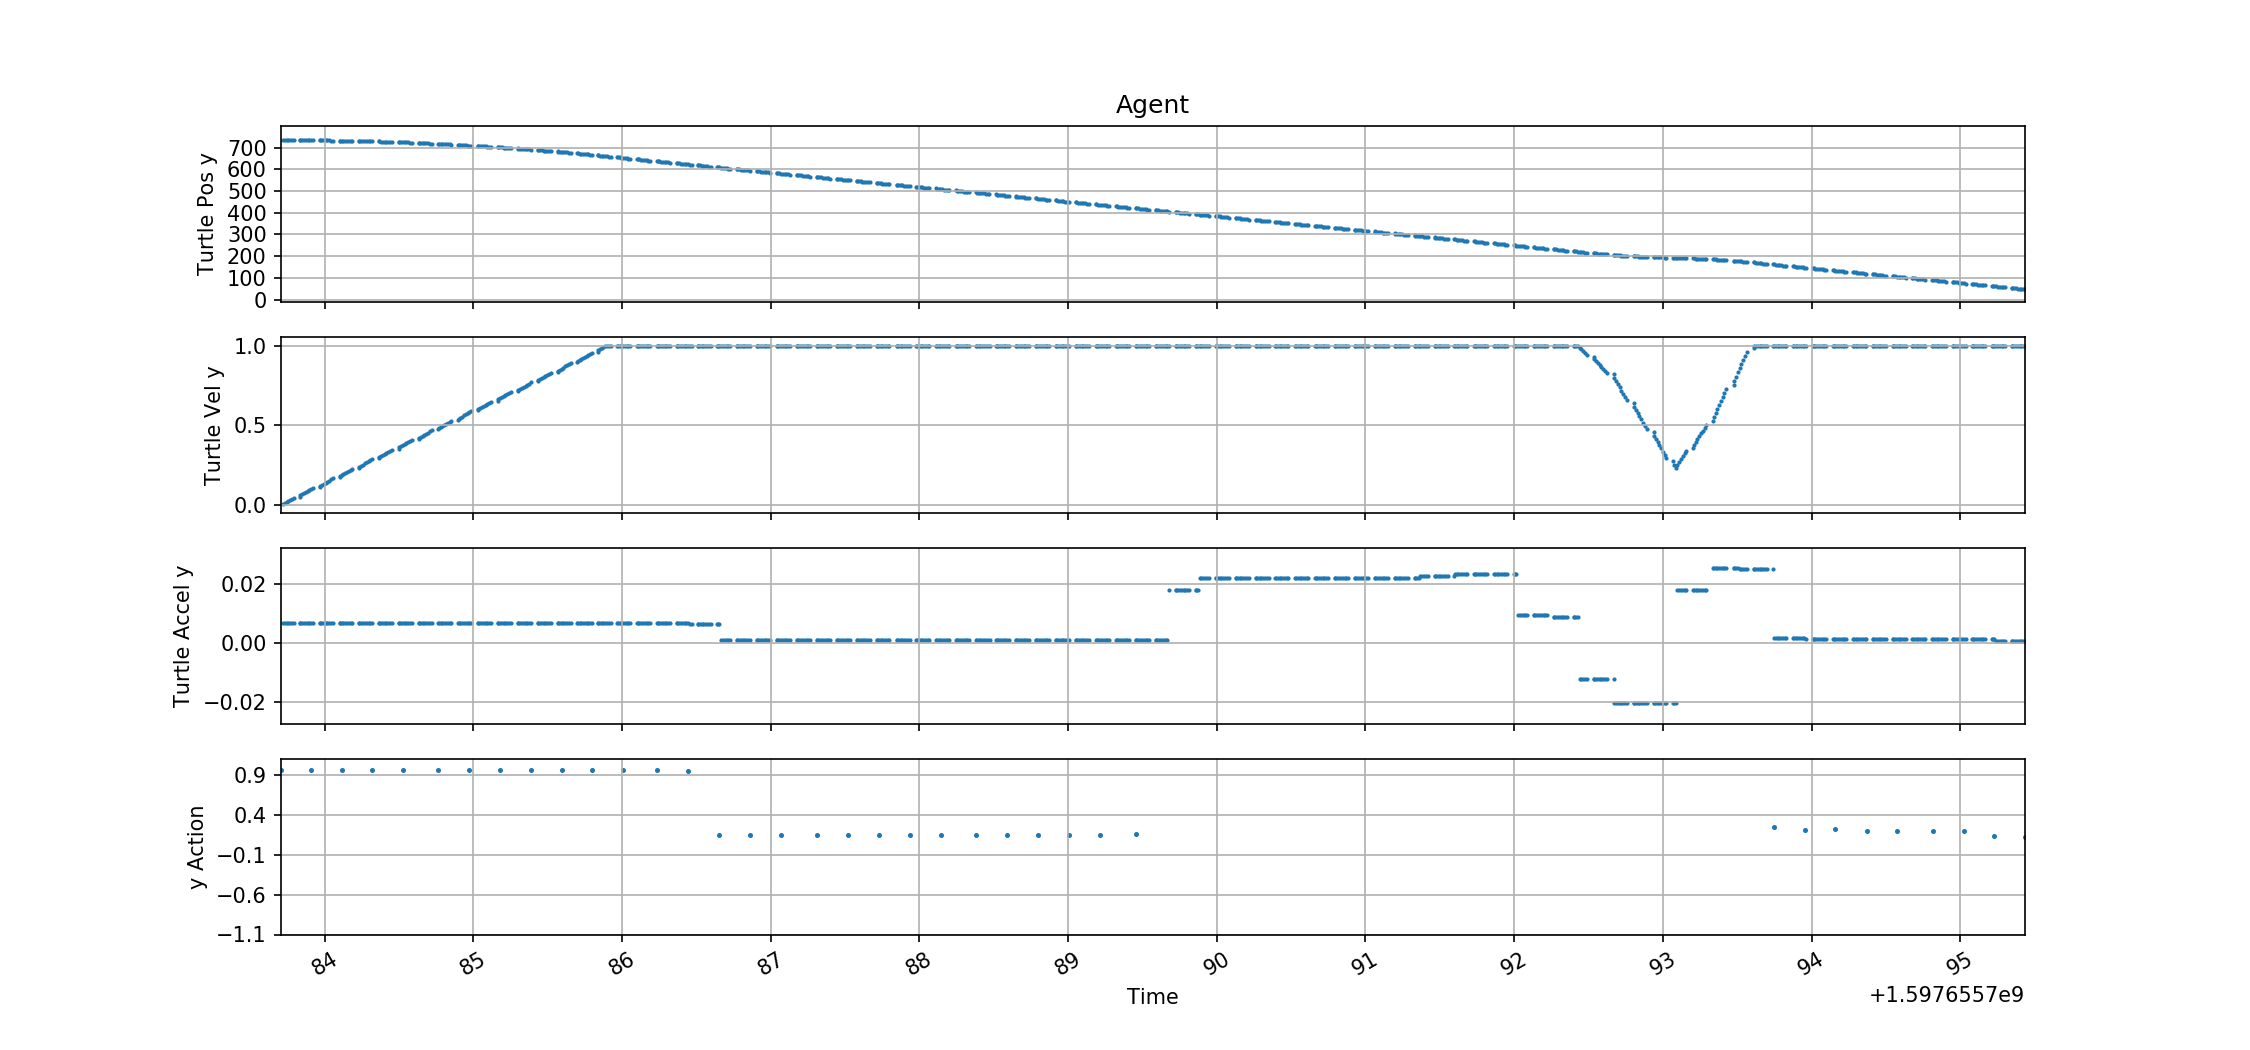 Agent
Turtle Pos y
700
600
500
400
300
200
100
0
Turtle Vel y
1.0
0.5
0.0
Turtle Accel y
0.02
0.00
−0.02
y Action
0.9
0.4
−0.1
−0.6
−1.1
84 85 86 87 88 89 90 91 92 93 94 95
Time
+1.5976557e9